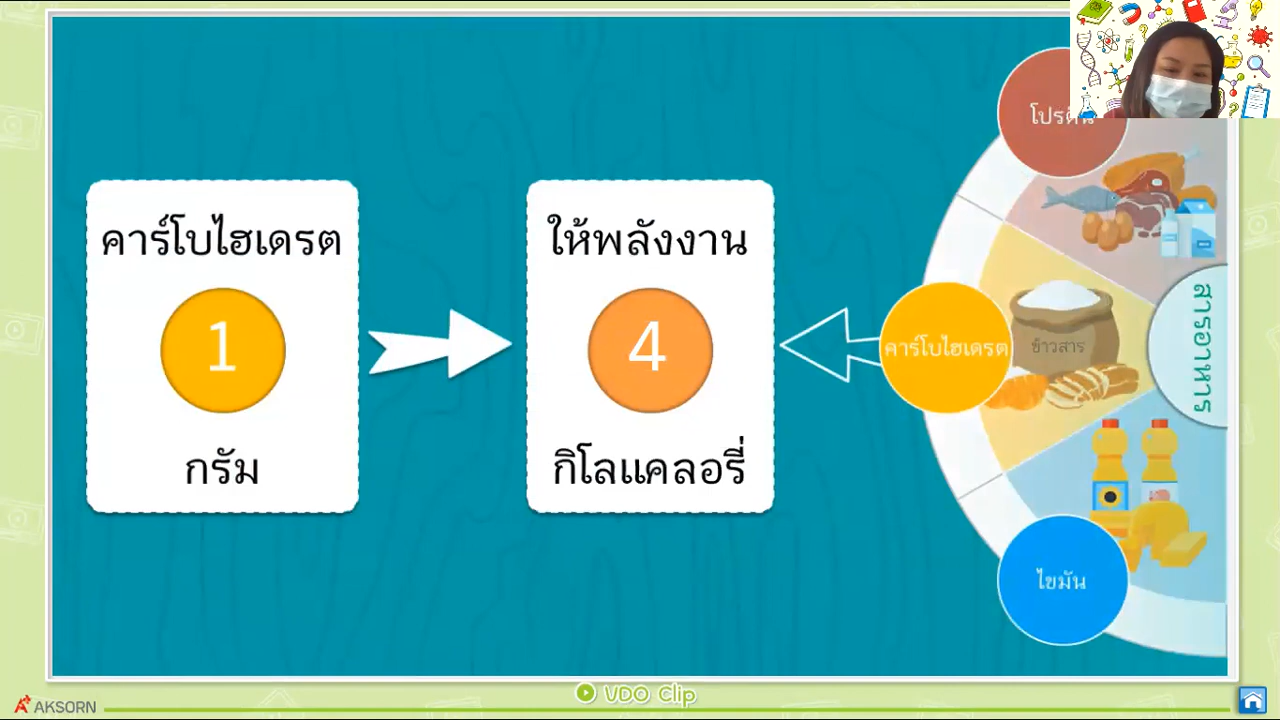 คาร์โบไฮเดรต
1
กรัม
ให้พลังงาน
4
กิโลแคลอรี่
โปรตีน
คาร์โบไฮเดรต
ข้าวสาร
สารอาหาร
ไขมัน
VDO Clip
AKSORN